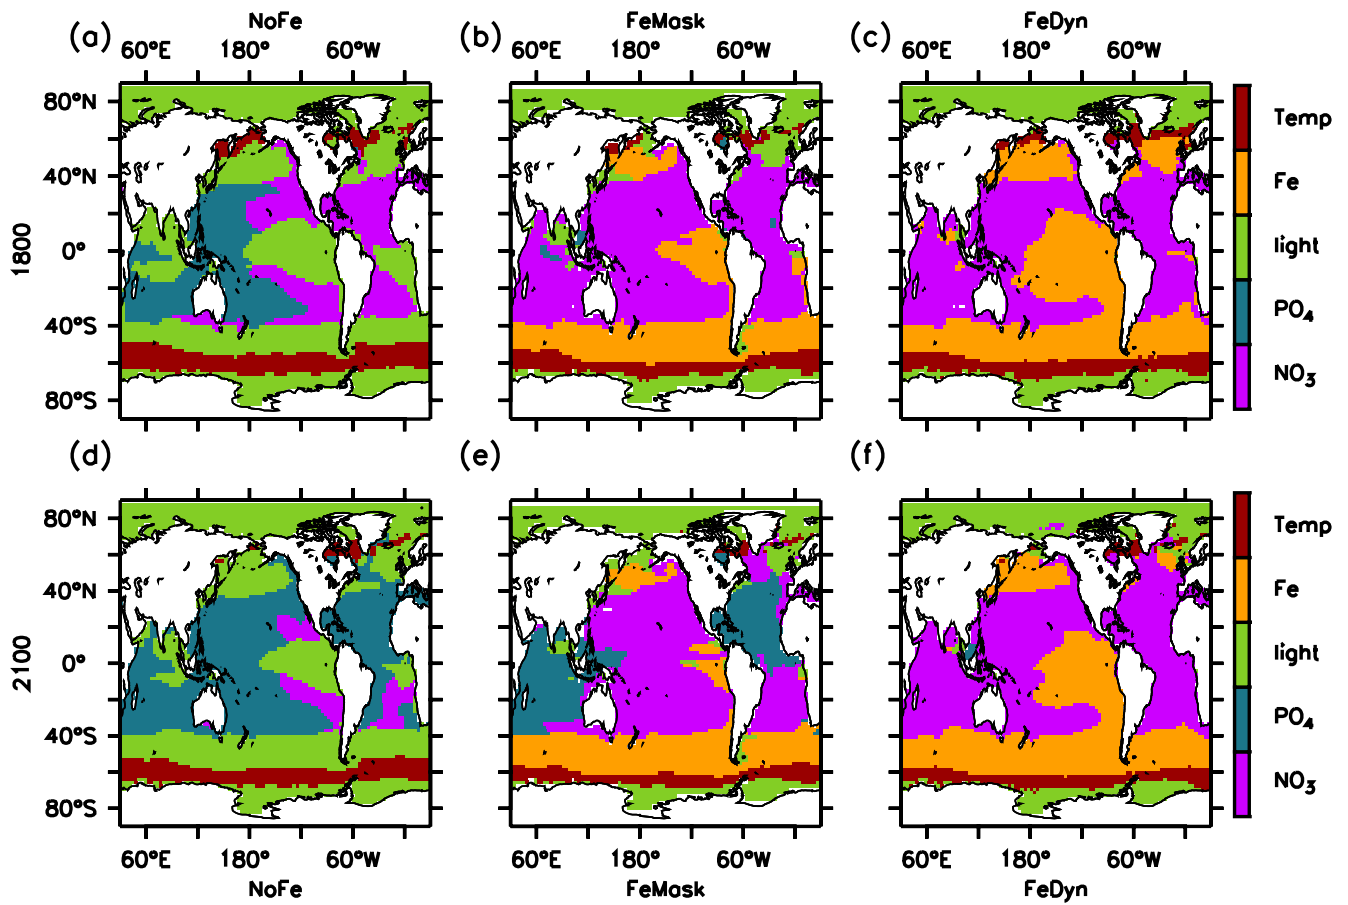 NoFe FeMask FeDyn
(a) (b) (c)
60°E 180° 60°W 60°E 180° 60°W 60°E 180° 60°W
80°N
40°N
0°
40°S
80°S
1800
Temp
Fe
light
PO₄
NO₃
(d) (e) (f)
80°N
40°N
0°
40°S
80°S
2100
Temp
Fe
light
PO₄
NO₃
60°E 180° 60°W 60°E 180° 60°W 60°E 180° 60°W
NoFe FeMask FeDyn